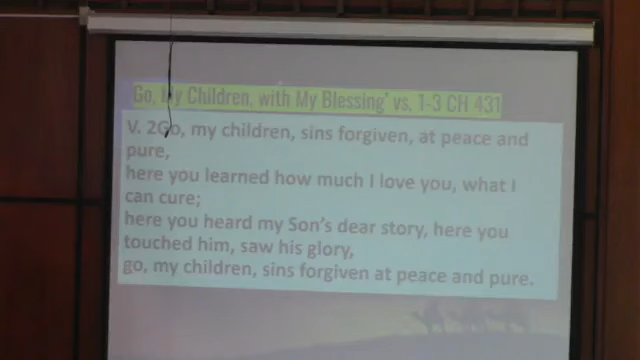 Go, My Children, with My Blessing" vs. 1-3 CH 431
V. 2Go, my children, sins forgiven, at peace and
pure,
here you learned how much I love you, what I
can cure;
here you heard my Son's dear story, here you
touched him, saw his glory,
go, my children, sins forgiven at peace and pure.